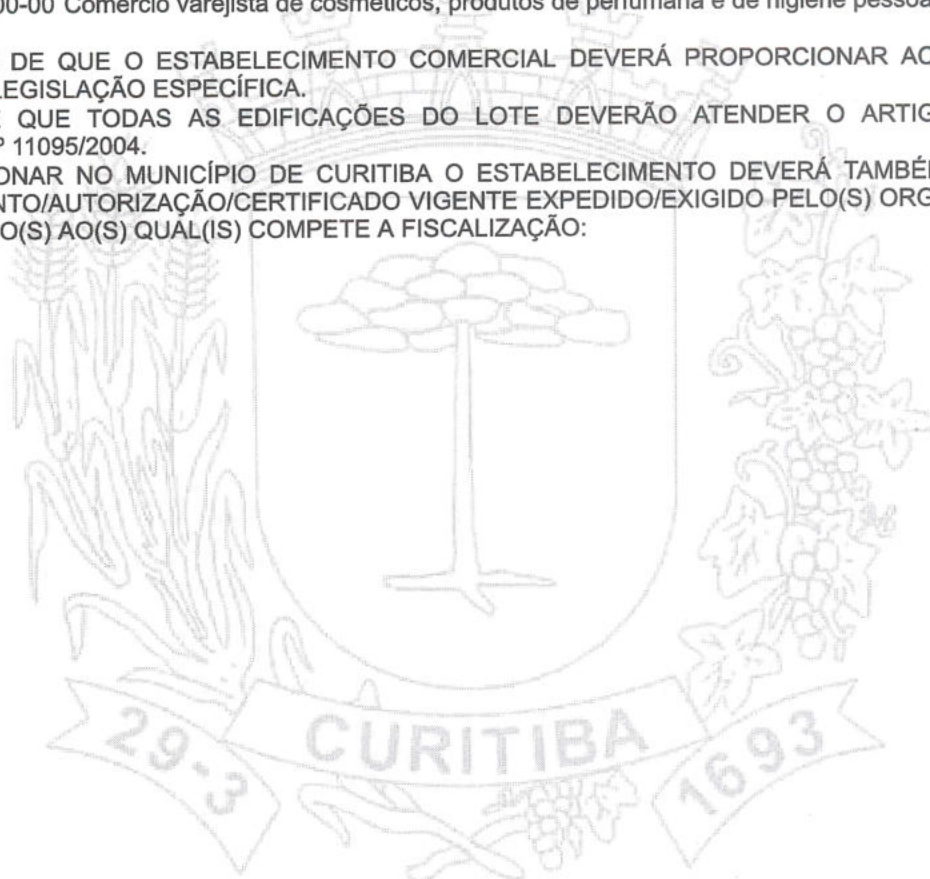 00-00 Comércio varejista de cosméticos, produtos de perfumaria e de higiene pessoa
DE QUE O ESTABELECIMENTO COMERCIAL DEVERÁ PROPORCIONAR AC
LEGISLAÇÃO ESPECÍFICA.
E QUE TODAS AS EDIFICAÇÕES DO LOTE DEVERÃO ATENDER O ARTIG
º 11095/2004.
ONAR NO MUNICÍPIO DE CURITIBA O ESTABELECIMENTO DEVERÁ TAMBÉM
NTO/AUTORIZAÇÃO/CERTIFICADO VIGENTE EXPEDIDO/EXIGIDO PELO(S) ORG
O(S) AO(S) QUAL(IS) COMPETE A FISCALIZAÇÃO:
29-3 CURITIBA 1693